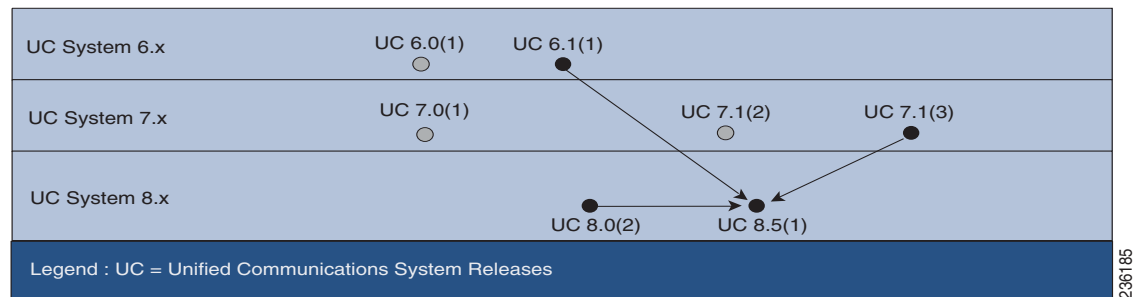 UC System 6.x
UC 6.0(1)
UC 6.1(1)
UC System 7.x
UC 7.0(1)
UC 7.1(2)
UC 7.1(3)
UC System 8.x
UC 8.0(2)
UC 8.5(1)
Legend : UC = Unified Communications System Releases
236185